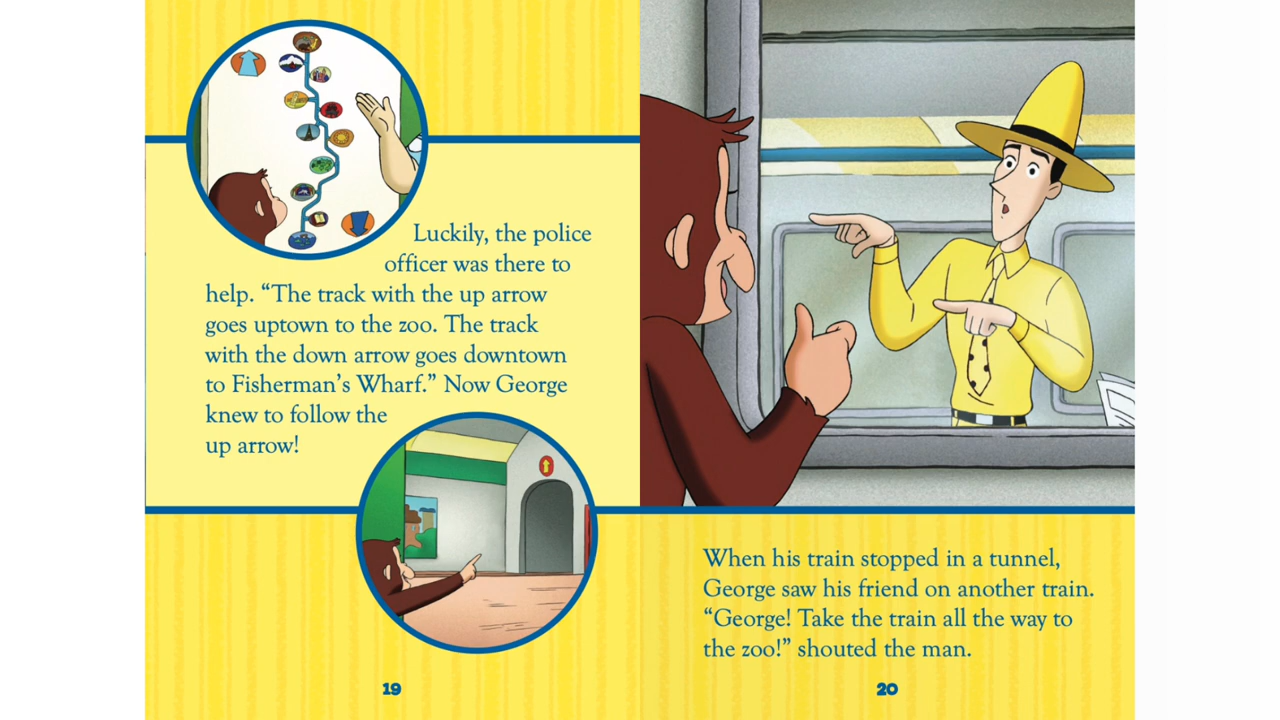 Luckily, the police
officer was there to
help. “The track with the up arrow
goes uptown to the zoo. The track
with the down arrow goes downtown
to Fisherman’s Wharf.” Now George
knew to follow the
up arrow!
19
When his train stopped in a tunnel,
George saw his friend on another train.
“George! Take the train all the way to
the zoo!” shouted the man.
20